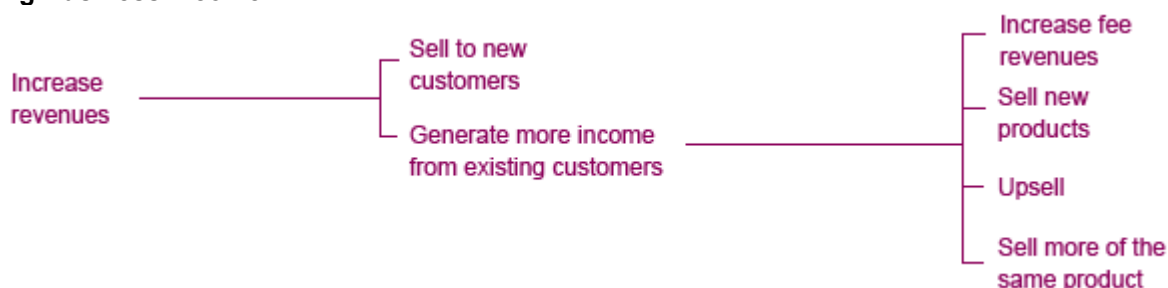 Increase
revenues
Sell to new
customers
Generate more income
from existing customers
Increase fee
revenues
Sell new
products
Upsell
Sell more of the
same product